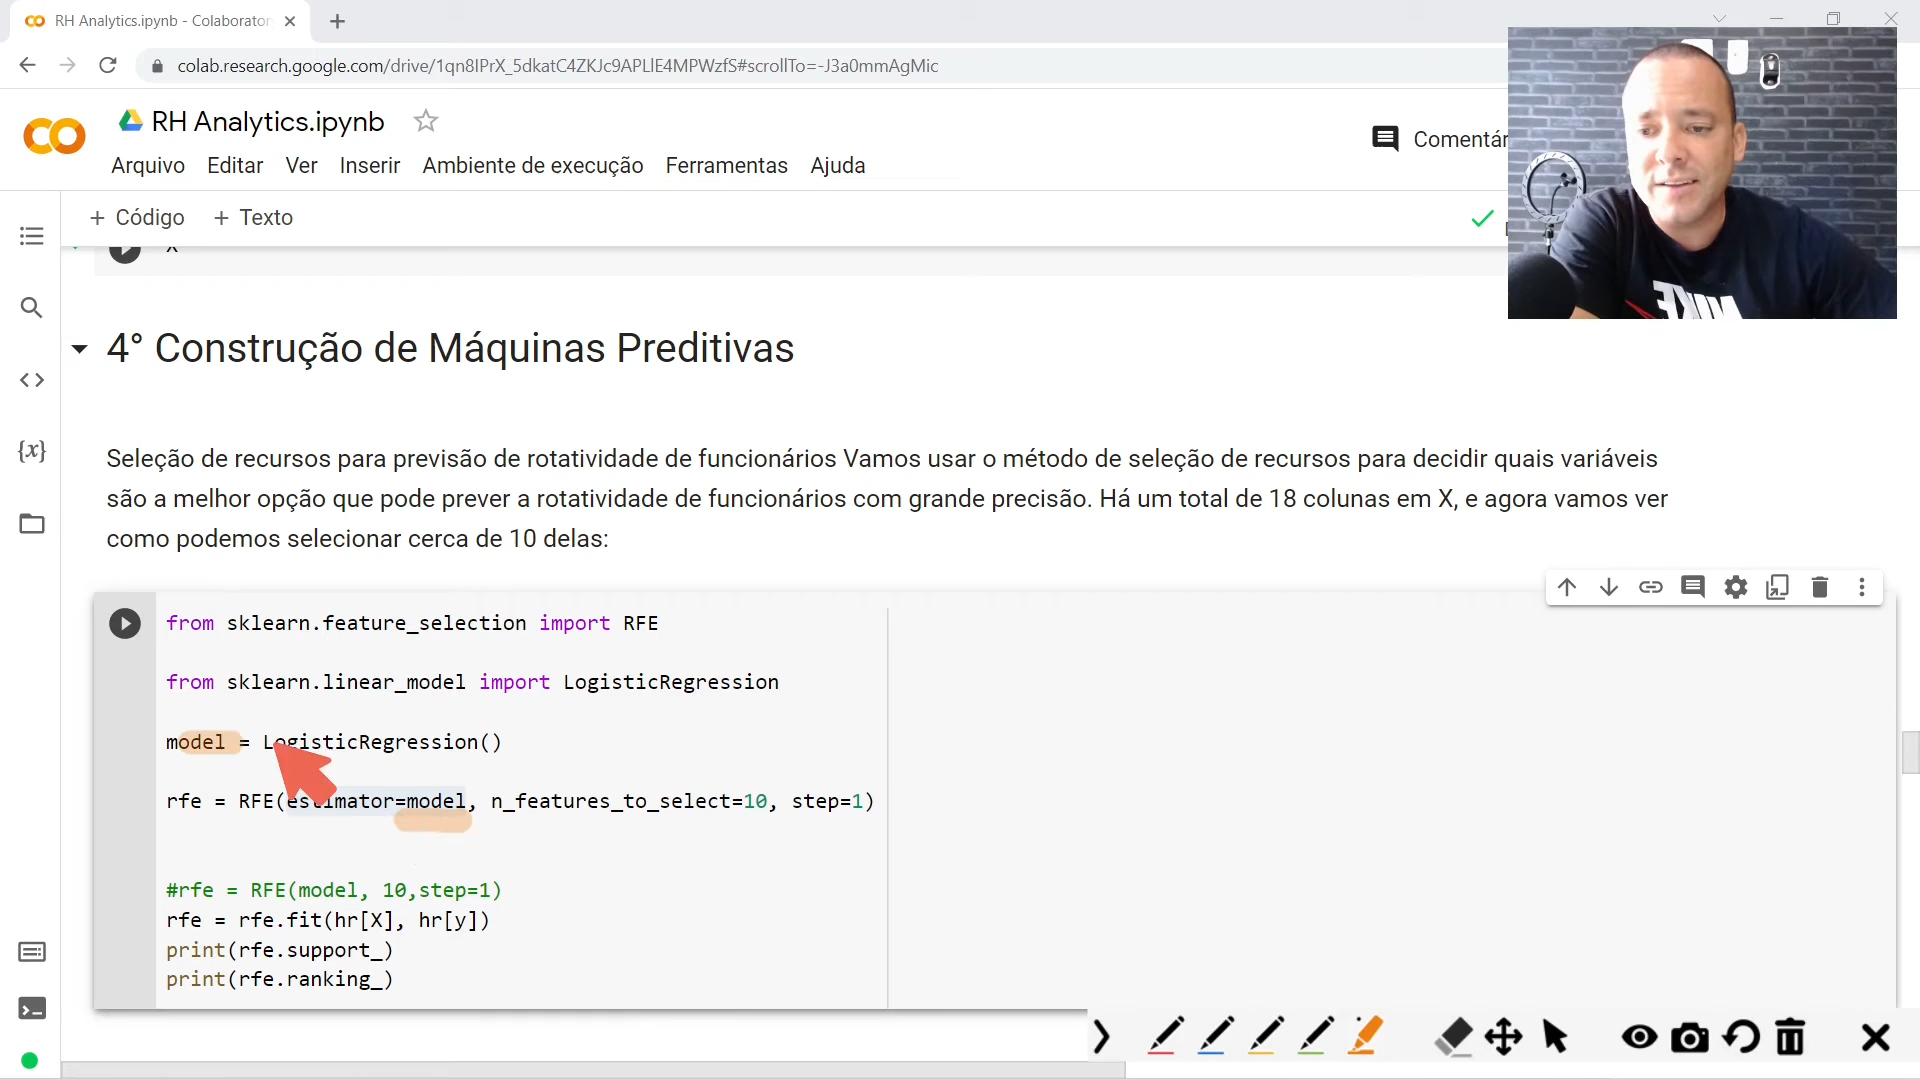 RH Analytics.ipynb - Colaborator
colab.research.google.com/drive/1qn8IPrX_5dkatC4ZKJc9APLlE4MPWzfS#scrollTo=-J3a0mmAgMic
RH Analytics.ipynb
Comentár
Arquivo Editar Ver Inserir Ambiente de execução Ferramentas Ajuda
+ Código + Texto
X
4° Construção de Máquinas Preditivas
Seleção de recursos para previsão de rotatividade de funcionários Vamos usar o método de seleção de recursos para decidir quais variáveis
são a melhor opção que pode prever a rotatividade de funcionários com grande precisão. Há um total de 18 colunas em X, e agora vamos ver
como podemos selecionar cerca de 10 delas:
from sklearn.feature_selection import RFE
from sklearn.linear_model import LogisticRegression
model = LogisticRegression()
rfe = RFE(estimator=model, n_features_to_select=10, step=1)
#rfe = RFE(model, 10,step=1)
rfe = rfe.fit(hr[X], hr[y])
print(rfe.support_)
print(rfe.ranking_)
{x}
NIKE